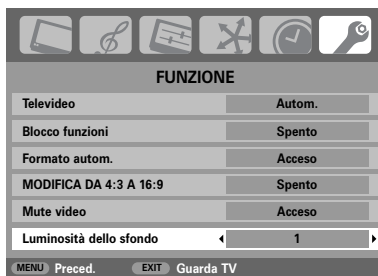 FUNZIONE
Televideo Autom.
Blocco funzioni Spento
Formato autom. Acceso
MODIFICA DA 4:3 A 16:9 Spento
Mute video Acceso
Luminosità dello sfondo 1
MENU Preced. EXIT Guarda TV